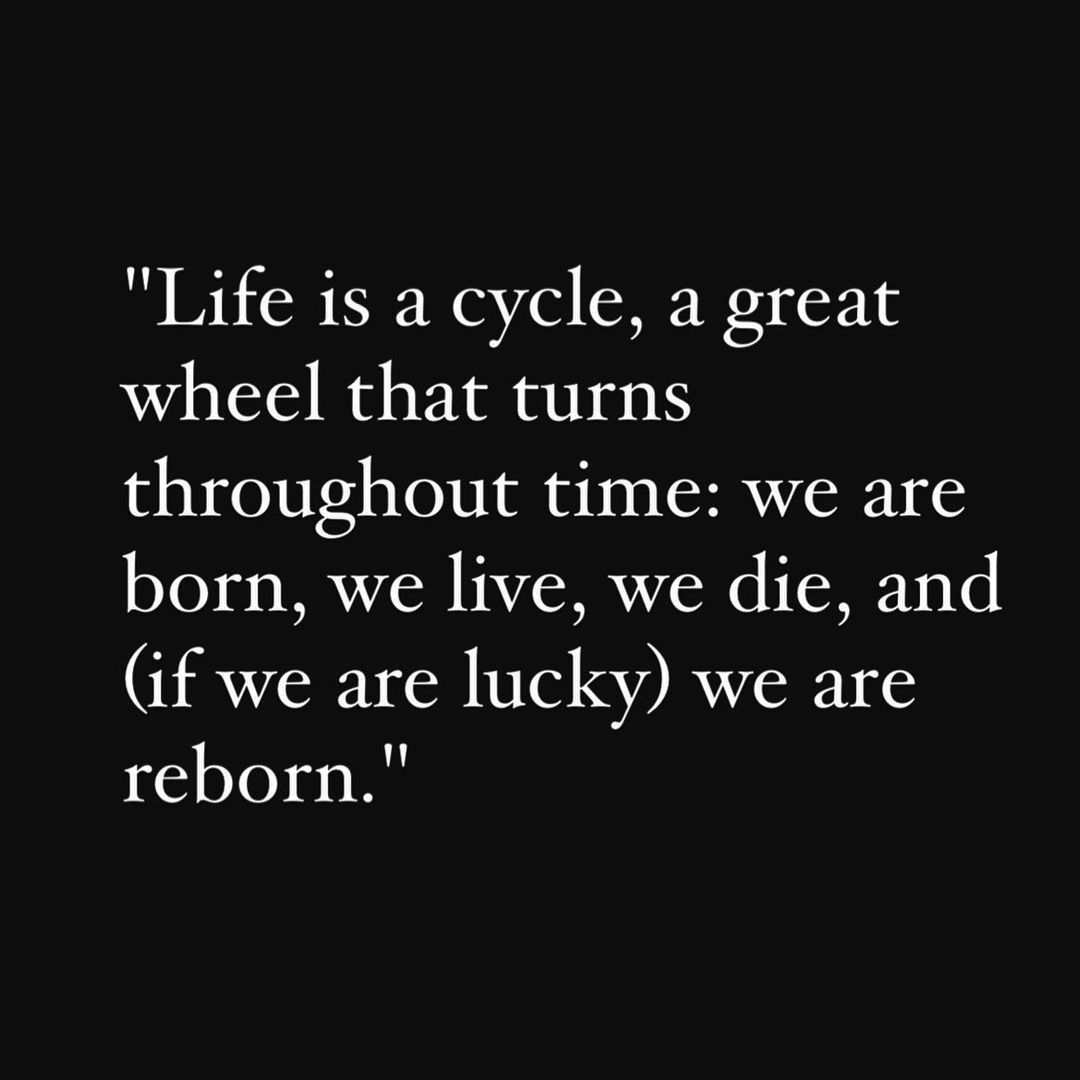 "Life is a cycle, a great
wheel that turns
throughout time: we are
born, we live, we die, and
(if we are lucky) we are
reborn."